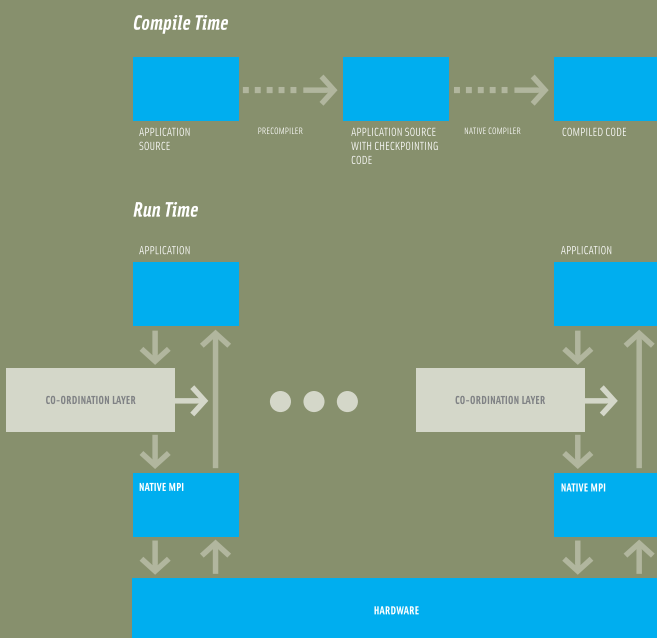 Compile Time
APPLICATION
SOURCE
PRECOMPILER
APPLICATION SOURCE
WITH CHECKPOINTING
CODE
NATIVE COMPILER
COMPILED CODE
Run Time
APPLICATION
APPLICATION
CO-ORDINATION LAYER
CO-ORDINATION LAYER
NATIVE MPI
NATIVE MPI
HARDWARE